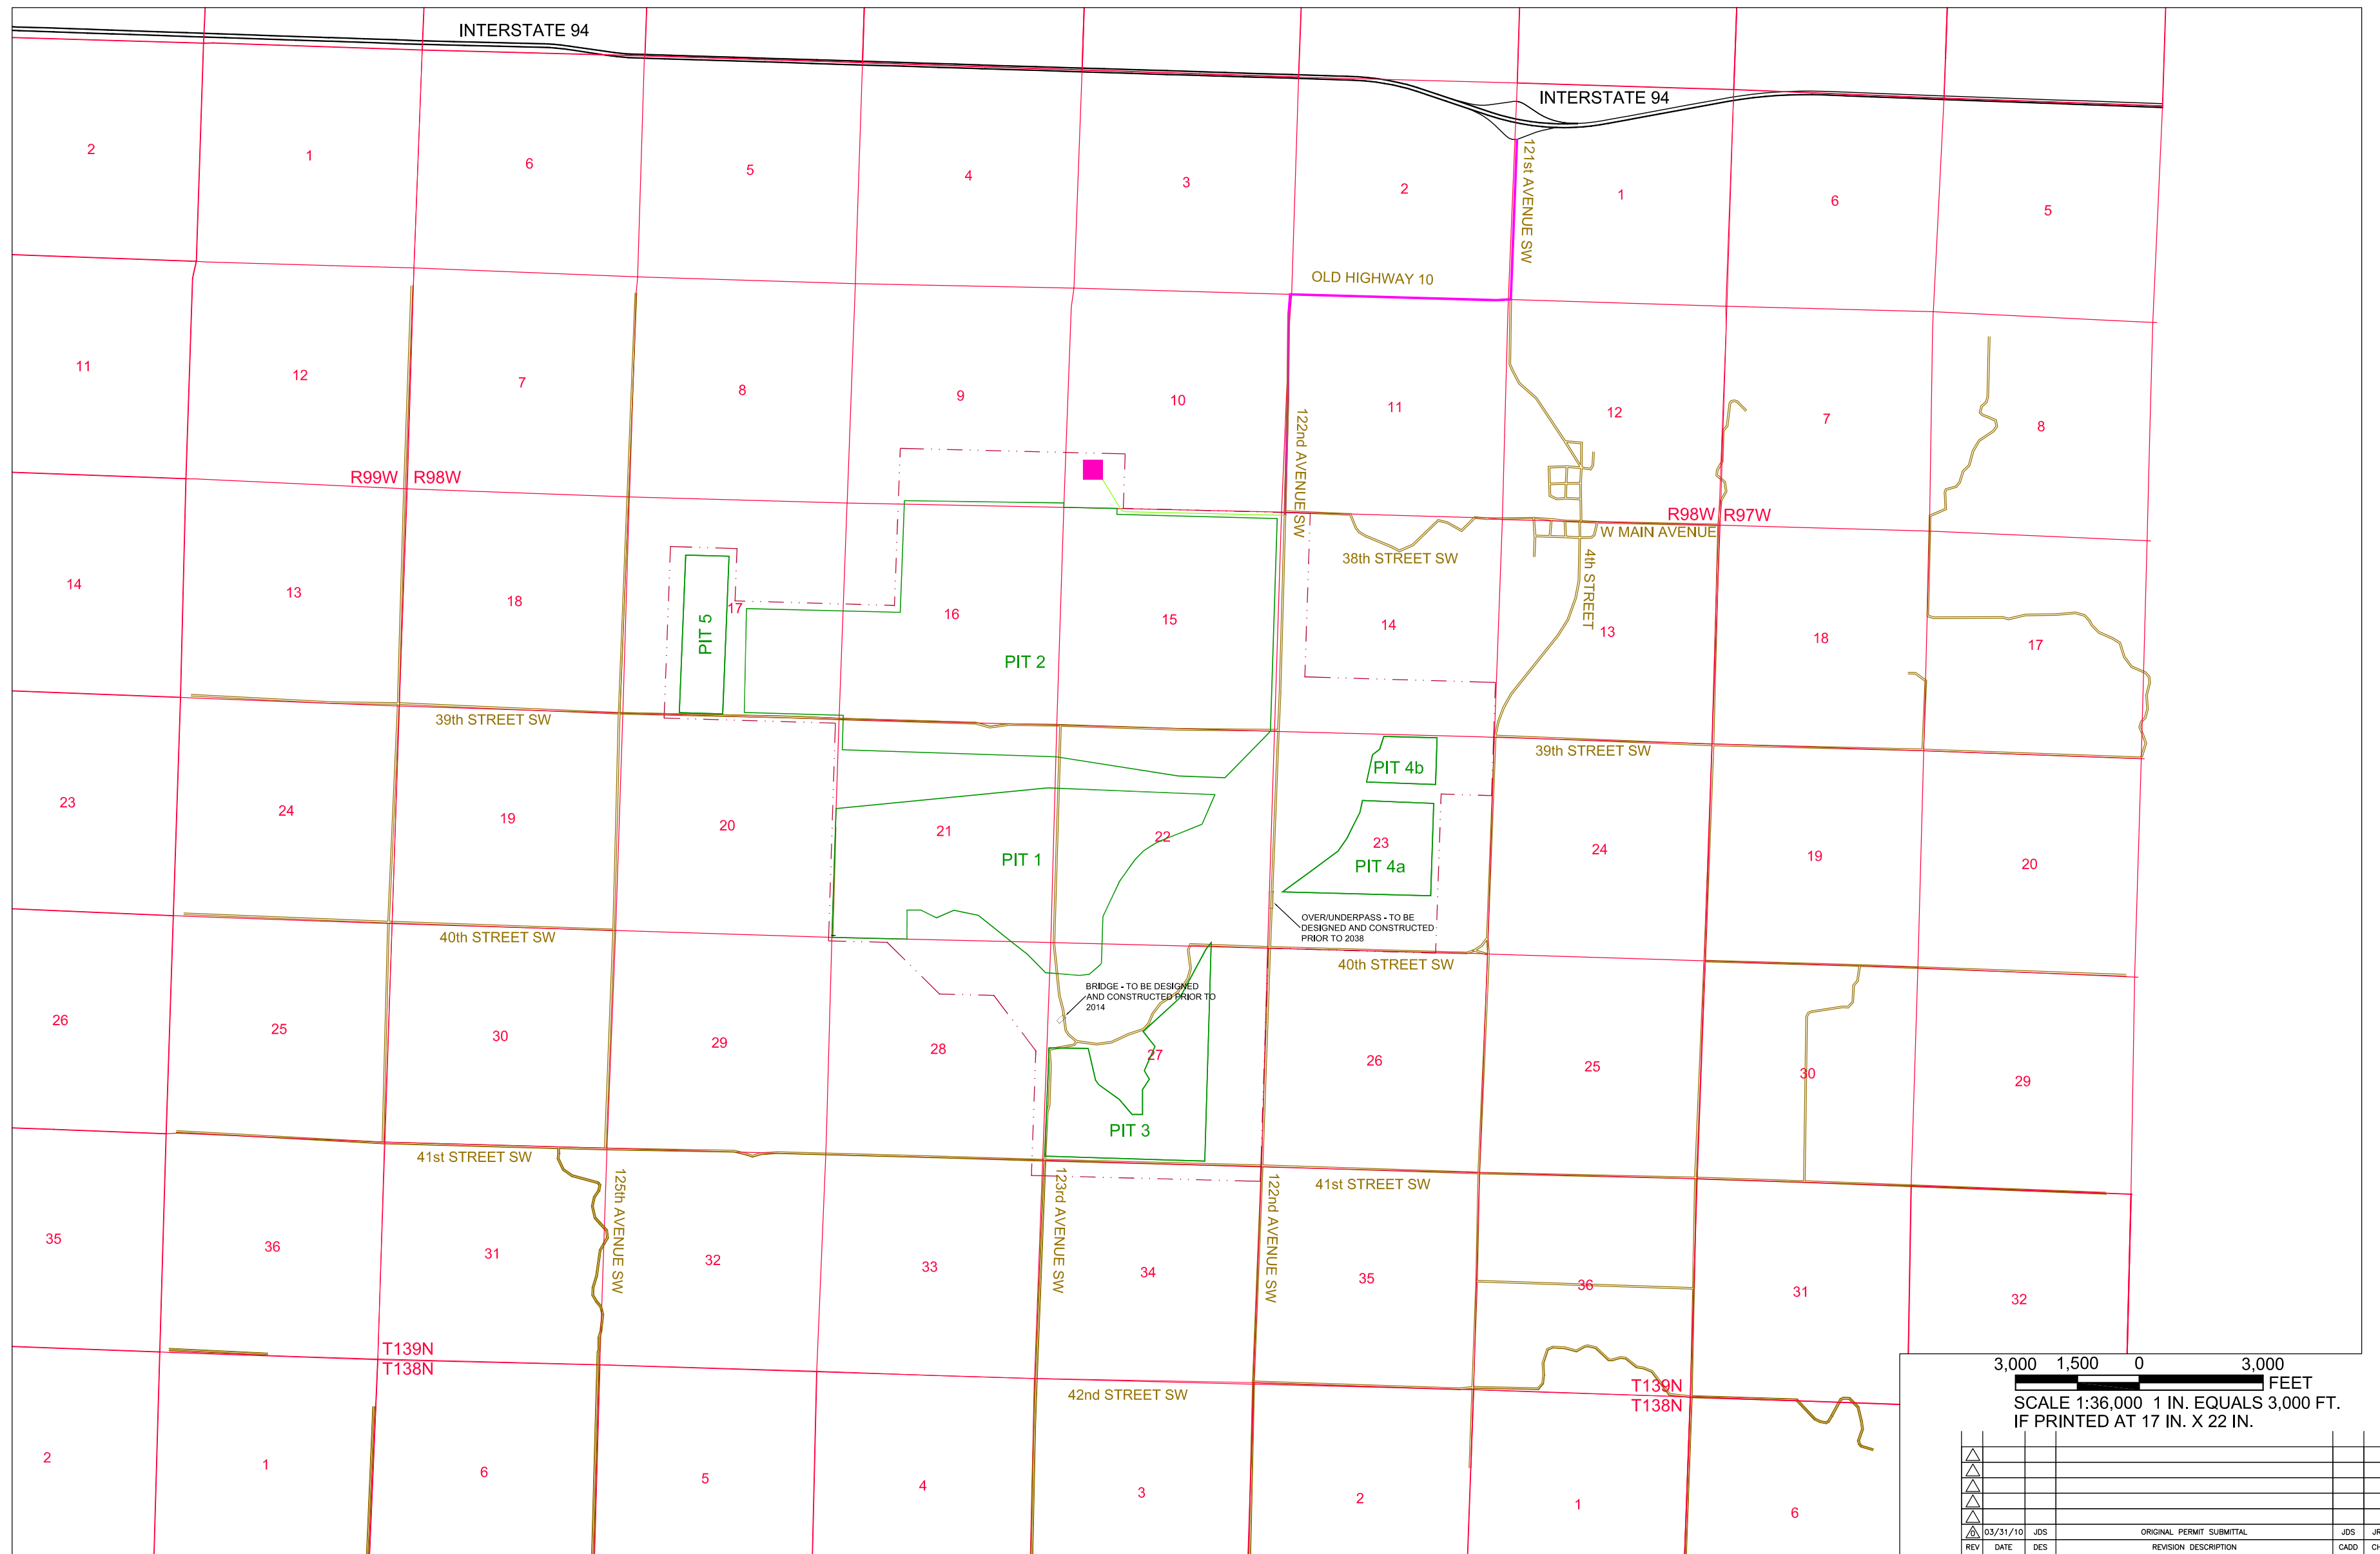 INTERSTATE 94
INTERSTATE 94
2
1
6
5
4
3
2
121st AVENUE SW
1
6
5
OLD HIGHWAY 10
11
12
7
8
9
10
122nd AVENUE SW
11
12
7
8
R99W
R98W
R98W
R97W
W MAIN AVENUE
38th STREET SW
4th STREET
14
13
18
PIT 5
17
16
15
14
13
18
17
PIT 2
39th STREET SW
39th STREET SW
PIT 4b
23
24
19
20
21
22
23
24
19
20
PIT 1
PIT 4a
OVER/UNDERPASS - TO BE
DESIGNED AND CONSTRUCTED
PRIOR TO 2038
40th STREET SW
40th STREET SW
BRIDGE - TO BE DESIGNED
AND CONSTRUCTED PRIOR TO
2014
26
25
30
29
28
27
26
25
30
29
PIT 3
41st STREET SW
41st STREET SW
125th AVENUE SW
123rd AVENUE SW
122nd AVENUE SW
35
36
31
32
33
34
35
36
31
32
T139N
T138N
42nd STREET SW
T139N
T138N
2
1
6
5
4
3
2
1
6
3,000 1,500 0 3,000
FEET
SCALE 1:36,000 1 IN. EQUALS 3,000 FT.
IF PRINTED AT 17 IN. X 22 IN.
0 03/31/10 JDS ORIGINAL PERMIT SUBMITTAL JDS
REV DATE DES REVISION DESCRIPTION CADD